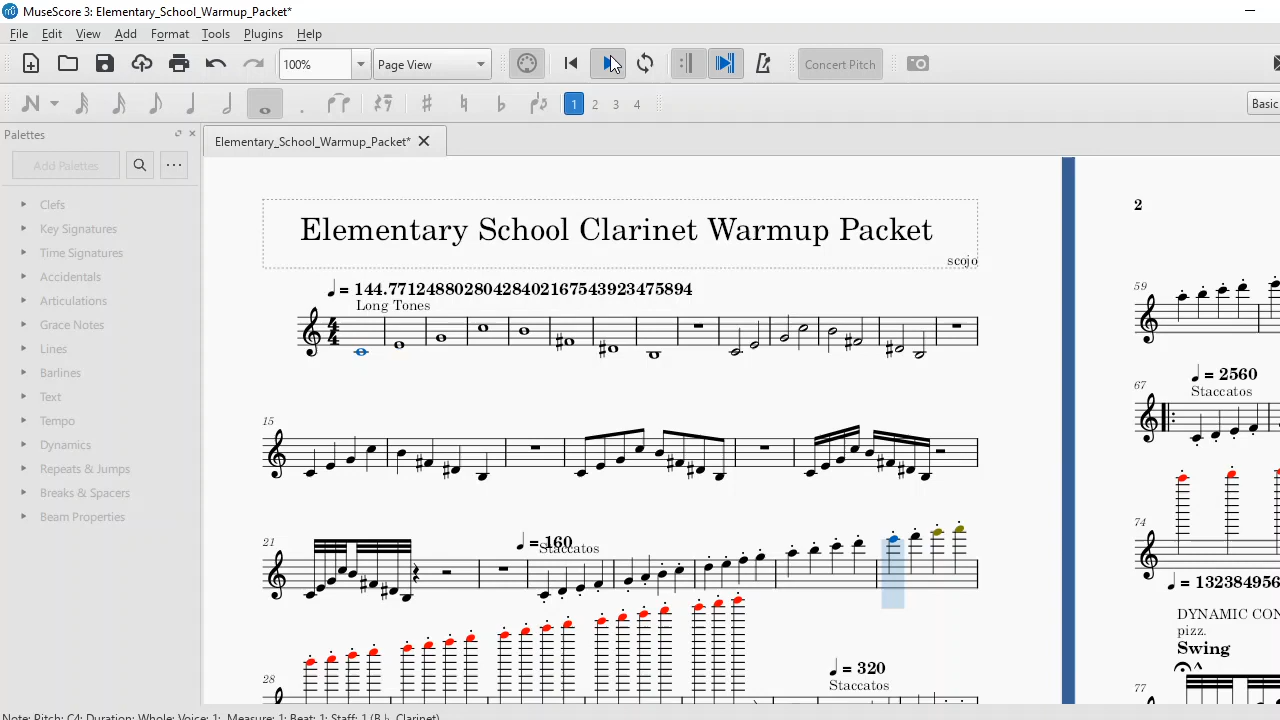 MuseScore 3: Elementary_School_Warmup_Packet*
File Edit View Add Format Tools Plugins Help
100% Page View Concert Pitch
1 2 3 4 Basic
Palettes
Elementary_School_Warmup_Packet*
Add Palettes ...
Clefs
Key Signatures
Time Signatures
Accidentals
Articulations
Grace Notes
Lines
Barlines
Text
Tempo
Dynamics
Repeats & Jumps
Breaks & Spacers
Beam Properties
Elementary School Clarinet Warmup Packet
scojo
= 144.77124880280428402167543923475894
Long Tones
4
4
15
21
= 160
Staccatos
28
= 320
Staccatos
2
59
= 2560
67
Staccatos
74
= 132384956
DYNAMIC CON
pizz.
Swing
77
Note; Pitch: C4; Duration: Whole; Voice: 1; Measure: 1; Beat: 1; Staff: 1 (B♭ Clarinet)